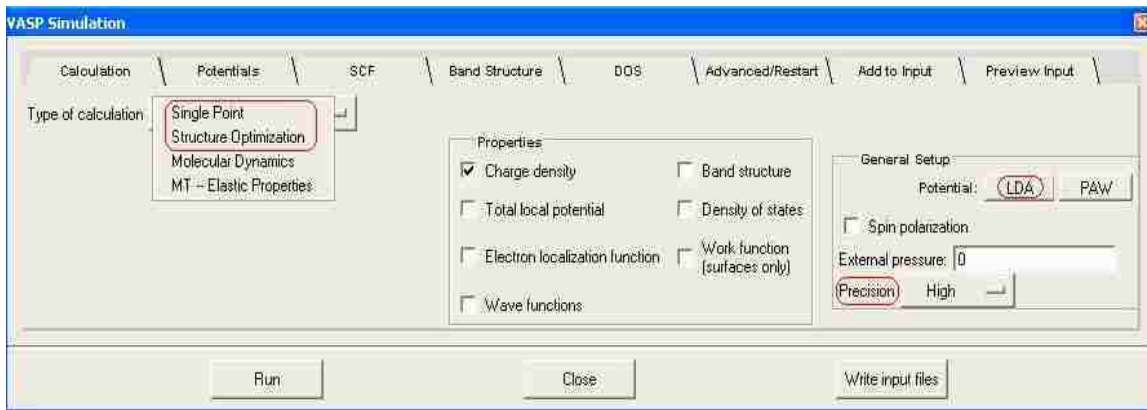 VASP Simulation
Calculation Potentials SCF Band Structure DOS Advanced/Restart Add to Input Preview Input
Type of calculation
Single Point
Structure Optimization
Molecular Dynamics
MT -- Elastic Properties
Properties
Charge density Band structure
Total local potential Density of states
Electron localization function Work function
(surfaces only)
Wave functions
General Setup
Potential: LDA PAW
Spin polarization
External pressure: 0
Precision High
Run Close Write input files